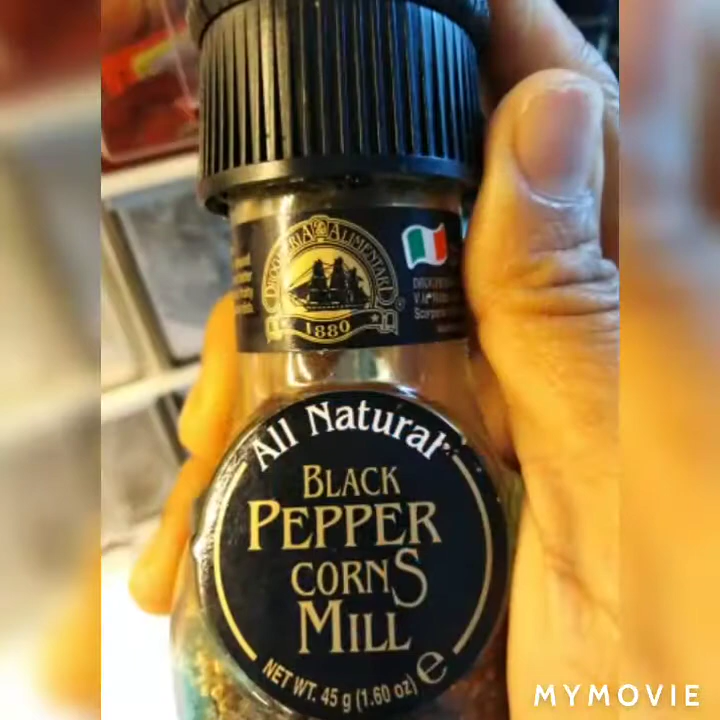 DROGHERIA & ALIMENTARI
1880
All Natural
BLACK
PEPPER
CORNS
MILL
NET WT. 45 g (1.60 oz) e
MYMOVIE